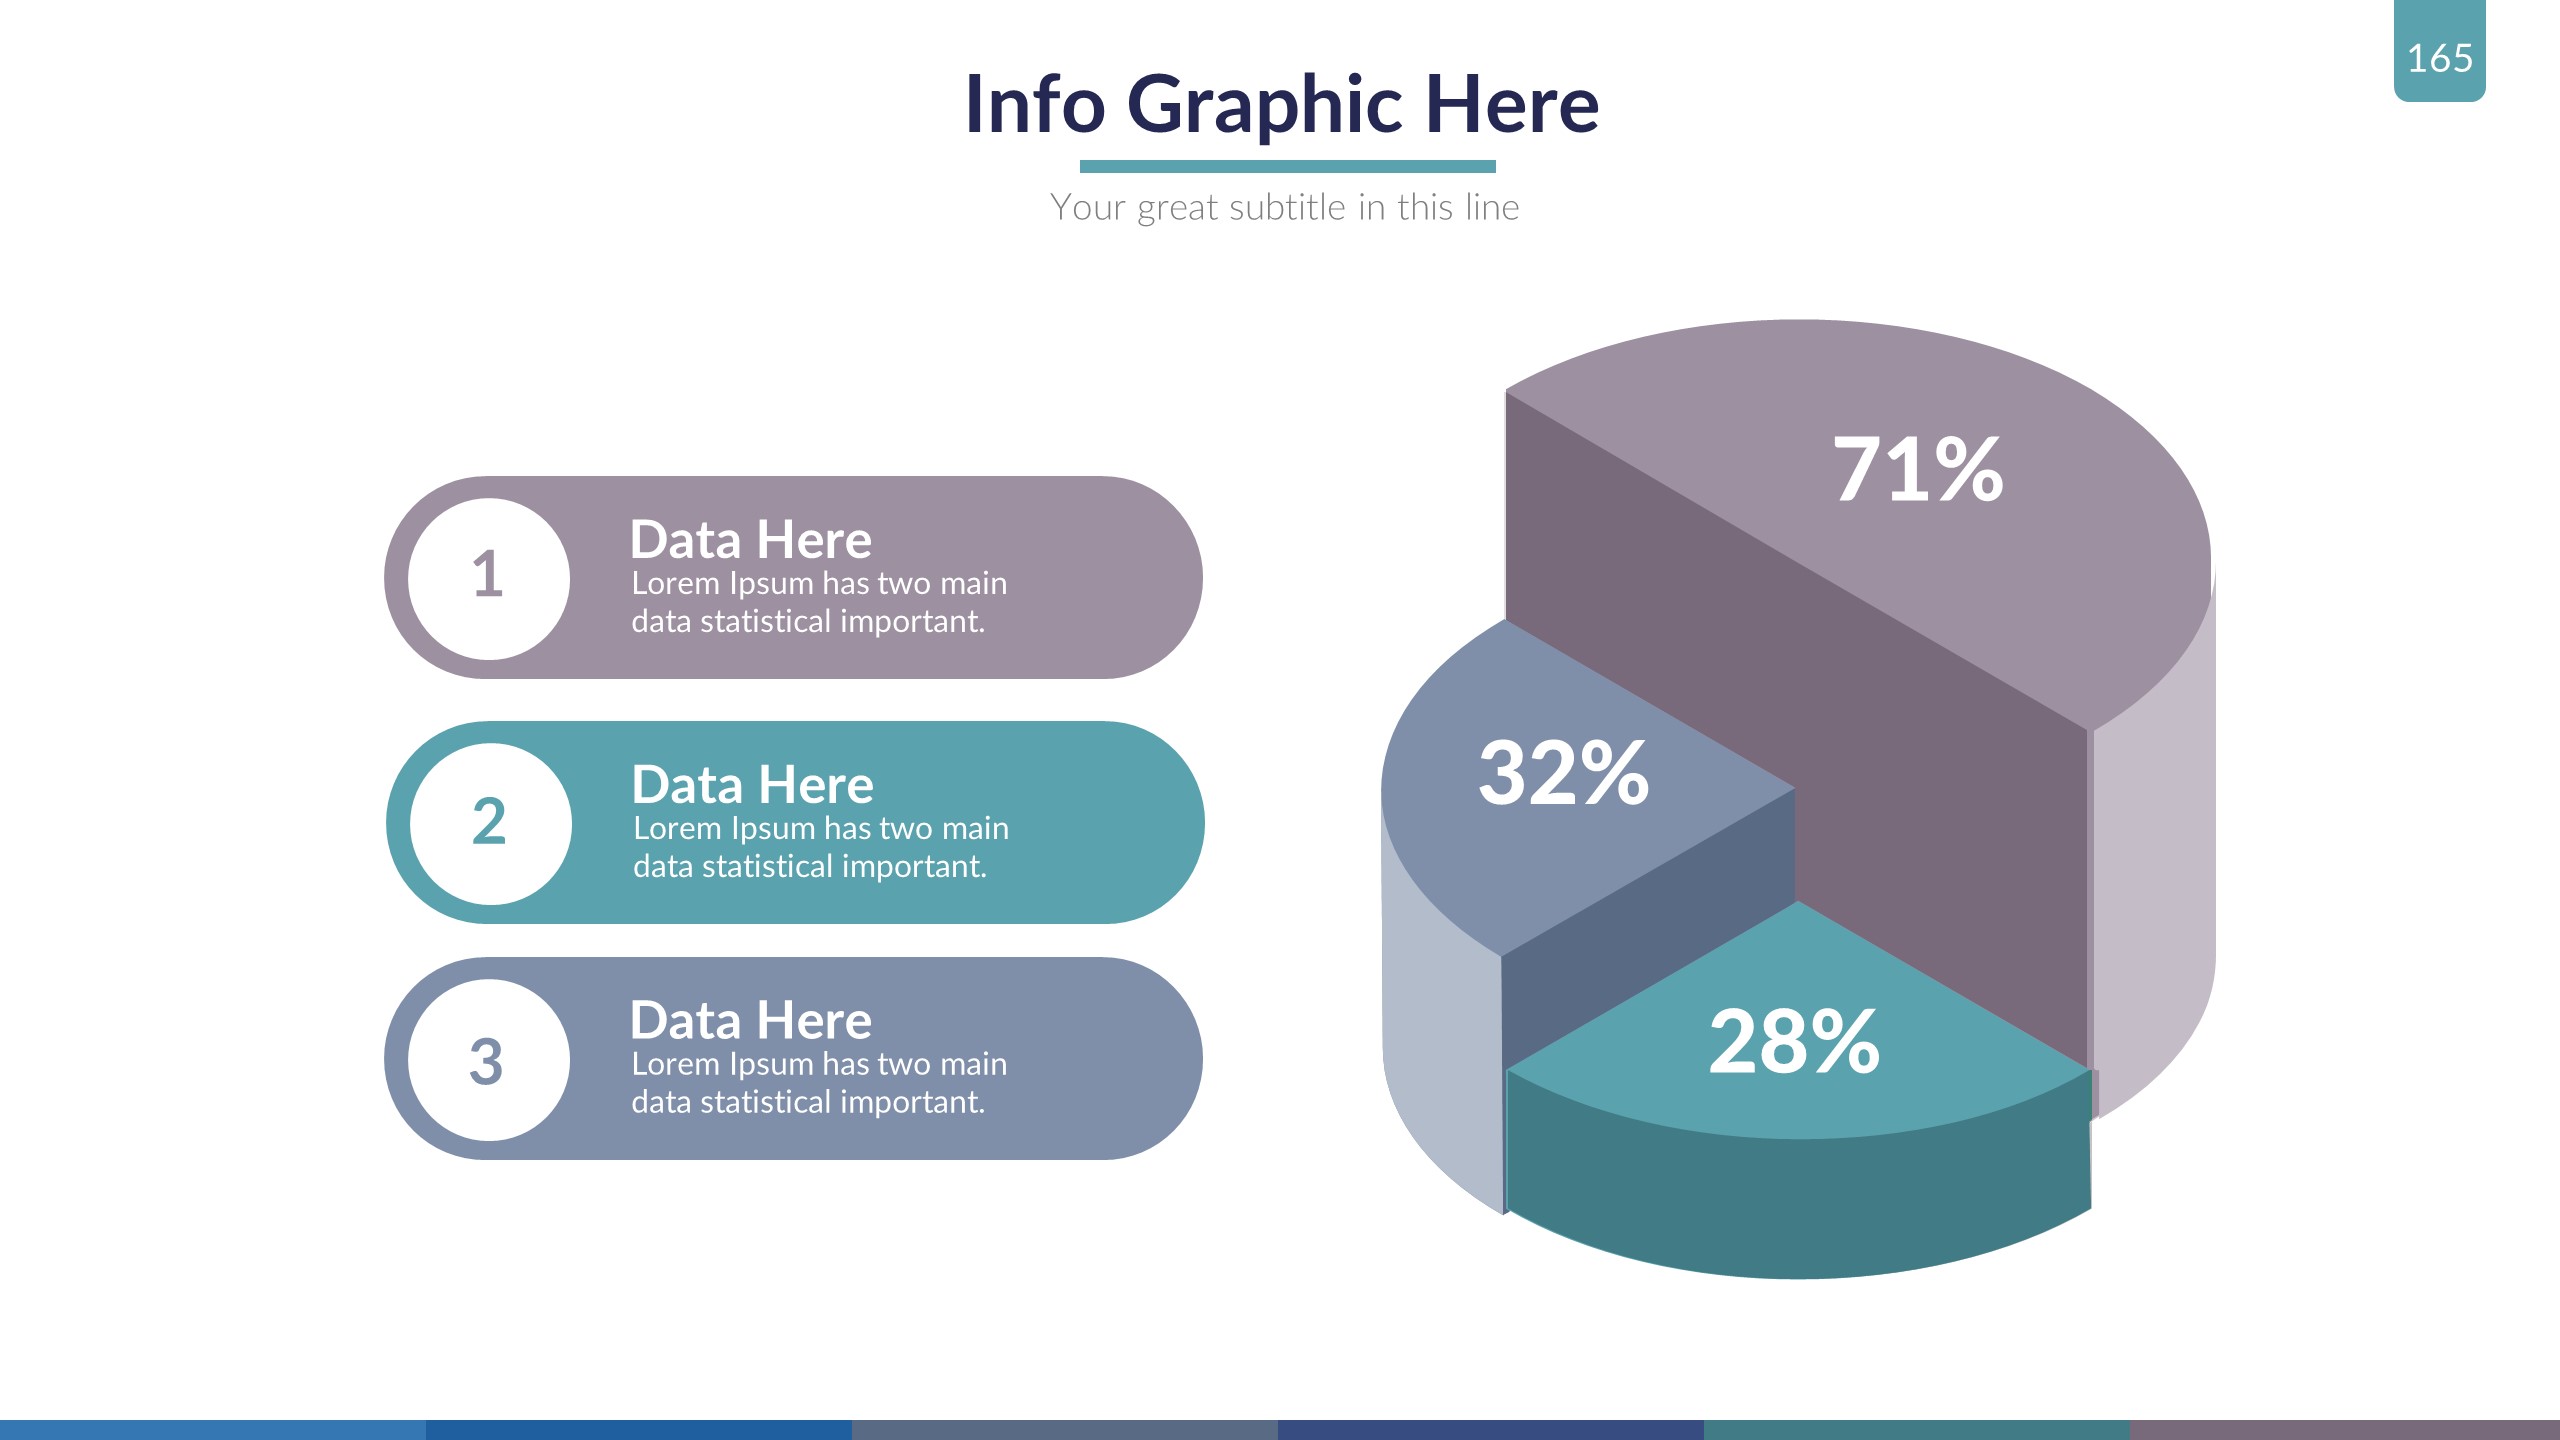 165
Info Graphic Here
Your great subtitle in this line
1
Data Here
Lorem Ipsum has two main
data statistical important.
2
Data Here
Lorem Ipsum has two main
data statistical important.
3
Data Here
Lorem Ipsum has two main
data statistical important.
71%
32%
28%